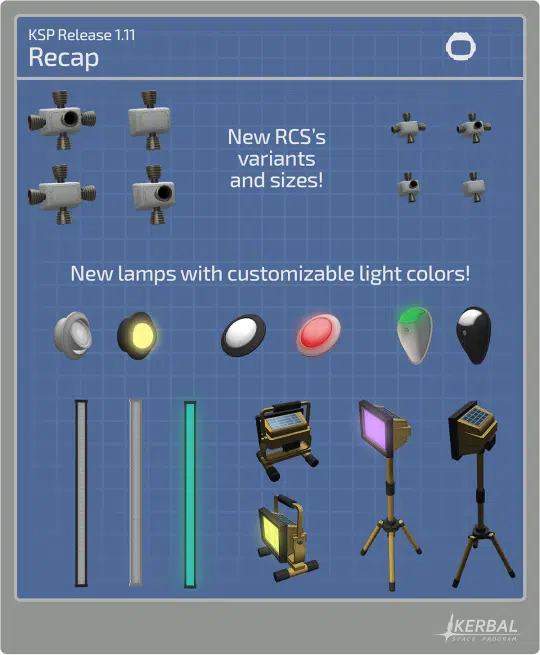 KSP Release 1.11
Recap
New RCS's
variants
and sizes!
New lamps with customizable light colors!
KERBAL
SPACE PROGRAM